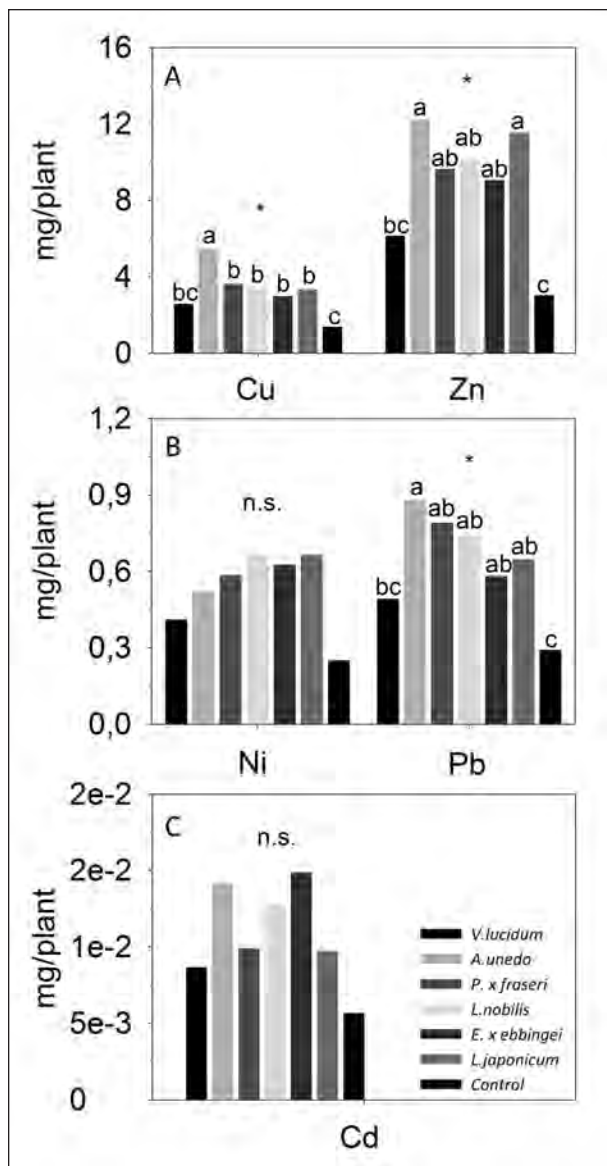 A
mg/plant
16
12
8
4
0
*
bc
a
b
b
b
b
c
*
bc
a
ab
ab
ab
a
c
Cu
Zn
B
mg/plant
1,2
0,9
0,6
0,3
0,0
n.s.
*
bc
a
ab
ab
ab
ab
c
Ni
Pb
C
mg/plant
2e-2
2e-2
1e-2
5e-3
0
n.s.
V.lucidum
A.unedo
P. x fraseri
L.nobilis
E. x ebbingei
L.japonicum
Control
Cd